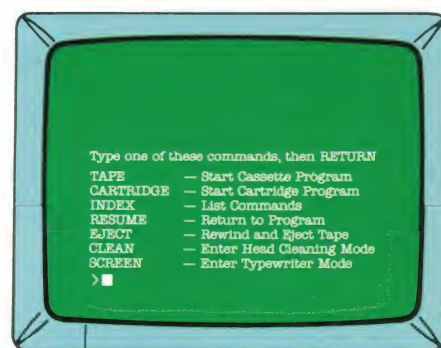 Type one of these commands, then RETURN
TAPE — Start Cassette Program
CARTRIDGE — Start Cartridge Program
INDEX — List Commands
RESUME — Return to Program
EJECT — Rewind and Eject Tape
CLEAN — Enter Head Cleaning Mode
SCREEN — Enter Typewriter Mode
>